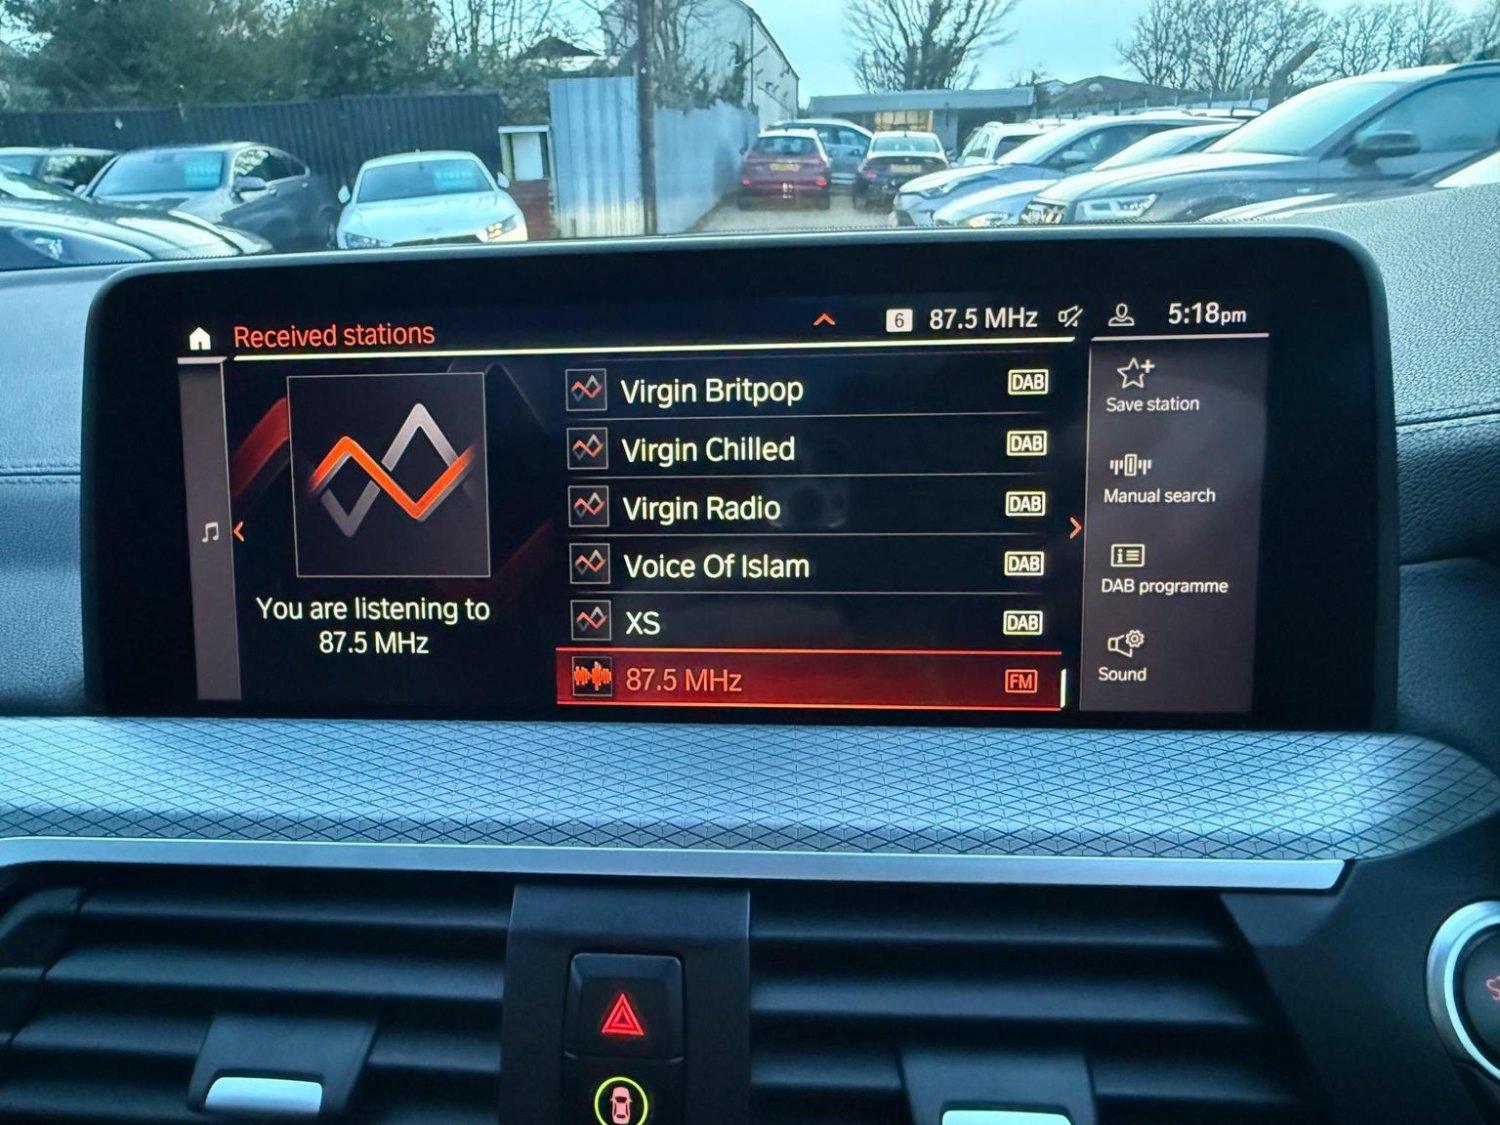 Received stations
6 87.5 MHz 5:18pm
Virgin Britpop DAB
Virgin Chilled DAB
Virgin Radio DAB
Voice Of Islam DAB
XS DAB
87.5 MHz FM
You are listening to
87.5 MHz
Save station
Manual search
DAB programme
Sound